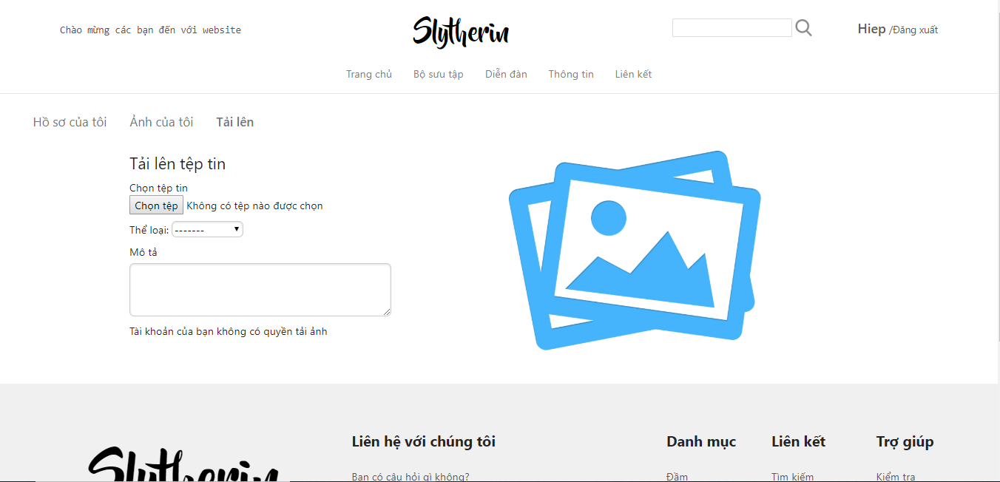 Chào mừng các bạn đến với website
Slytherin
Hiep /Đăng xuất
Trang chủ Bộ sưu tập Diễn đàn Thông tin Liên kết
Hồ sơ của tôi Ảnh của tôi Tải lên
Tải lên tệp tin
Chọn tệp tin
Chọn tệp Không có tệp nào được chọn
Thể loại: -------
Mô tả
Tài khoản của bạn không có quyền tải ảnh
Slytherin
Liên hệ với chúng tôi
Bạn có câu hỏi gì không?
Danh mục
Đầm
Liên kết
Tìm kiếm
Trợ giúp
Kiểm tra